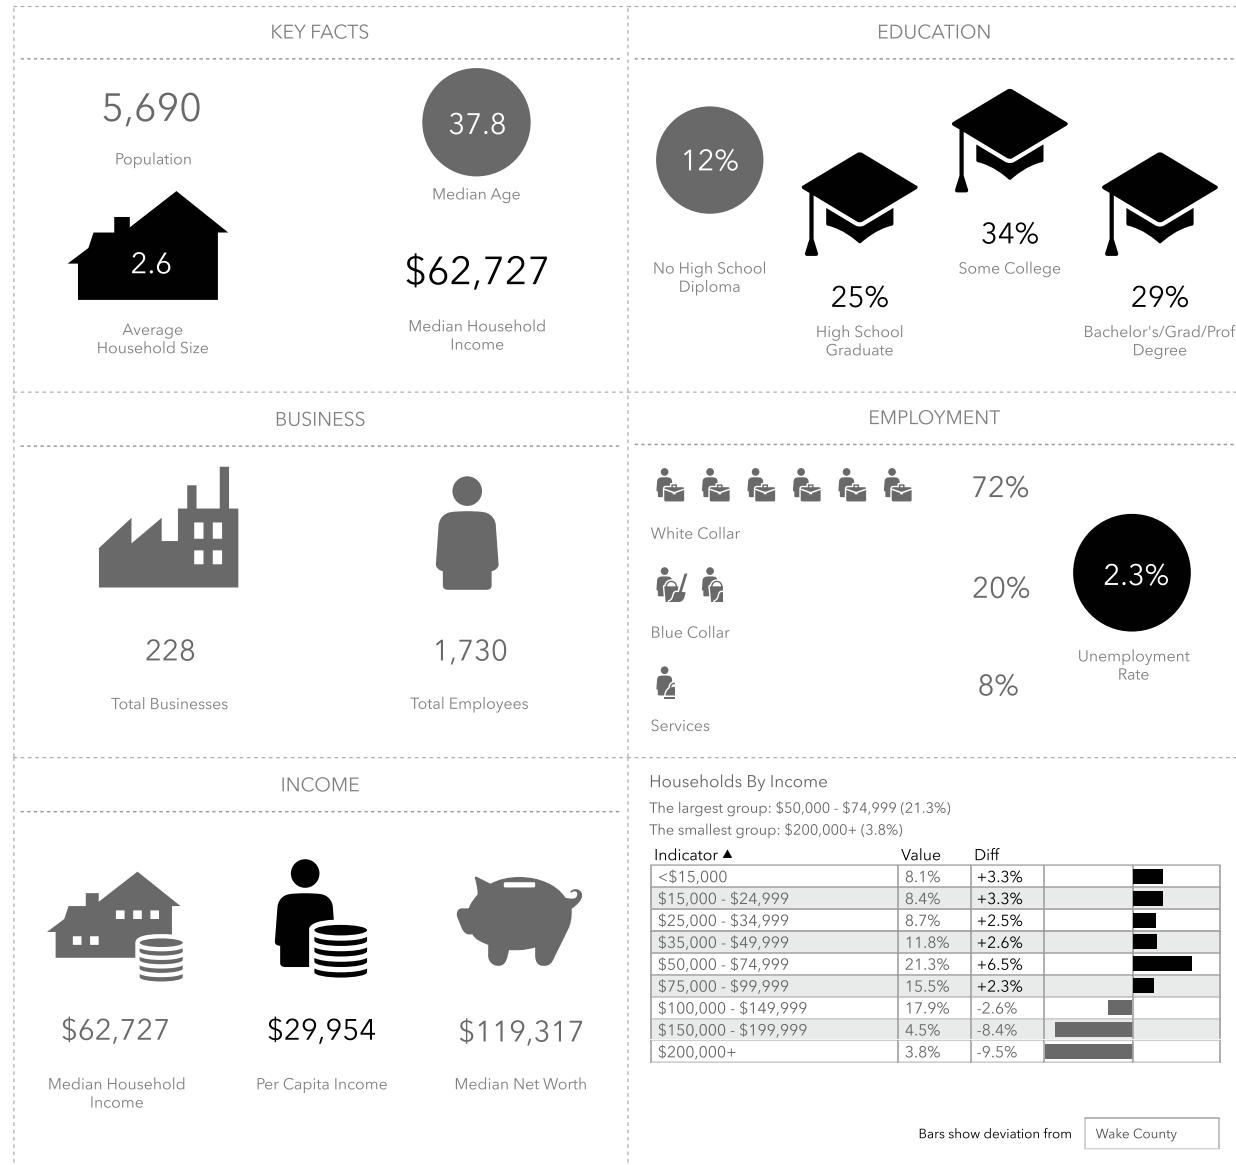 KEY FACTS
5,690
Population
37.8
Median Age
2.6
Average
Household Size
$62,727
Median Household
Income
EDUCATION
12%
No High School
Diploma
25%
High School
Graduate
34%
Some College
29%
Bachelor's/Grad/Prof
Degree
BUSINESS
228
Total Businesses
1,730
Total Employees
EMPLOYMENT
72%
White Collar
20%
Blue Collar
8%
Services
2.3%
Unemployment
Rate
INCOME
$62,727
Median Household
Income
$29,954
Per Capita Income
$119,317
Median Net Worth
Households By Income
The largest group: $50,000 - $74,999 (21.3%)
The smallest group: $200,000+ (3.8%)
Indicator ▲ Value Diff
<$15,000 8.1% +3.3%
$15,000 - $24,999 8.4% +3.3%
$25,000 - $34,999 8.7% +2.5%
$35,000 - $49,999 11.8% +2.6%
$50,000 - $74,999 21.3% +6.5%
$75,000 - $99,999 15.5% +2.3%
$100,000 - $149,999 17.9% -2.6%
$150,000 - $199,999 4.5% -8.4%
$200,000+ 3.8% -9.5%
Bars show deviation from Wake County